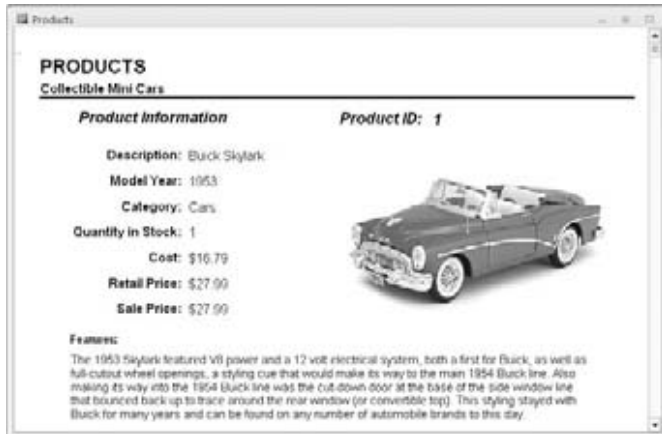 Products
PRODUCTS
Collectible Mini Cars
Product Information
Product ID: 1
Description: Buick Skylark
Model Year: 1953
Category: Cars
Quantity in Stock: 1
Cost: $16.79
Retail Price: $27.99
Sale Price: $27.99
Features:
The 1953 Skylark featured V8 power and a 12 volt electrical system, both a first for Buick, as well as
full-cutout wheel openings, a styling cue that would make its way to the main 1954 Buick line. Also
making its way into the 1954 Buick line was the cut-down door at the base of the side window line
that bounced back up to trace around the rear window (or convertible top). This styling stayed with
Buick for many years and can be found on any number of automobile brands to this day.